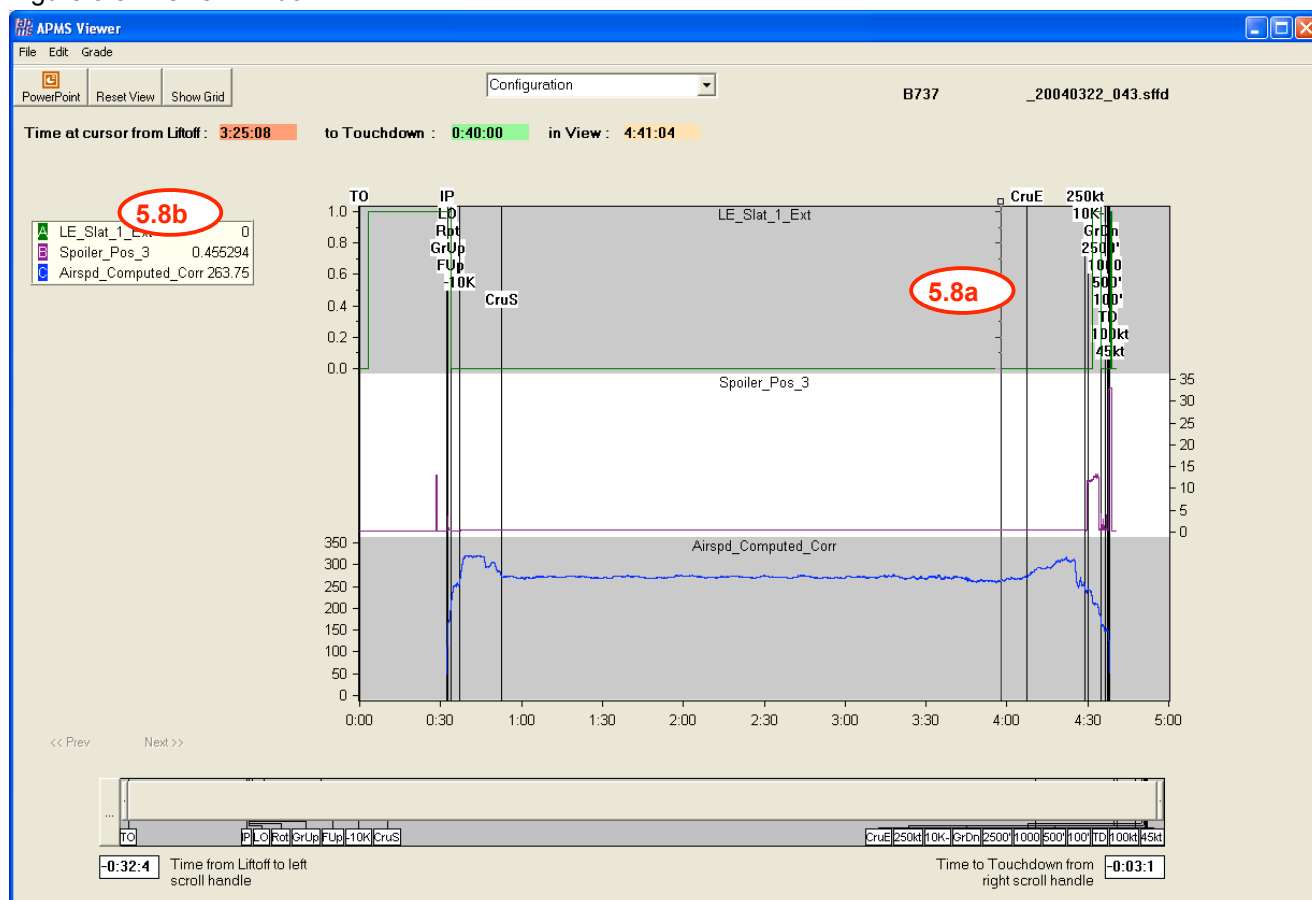 APMS Viewer
File Edit Grade
PowerPoint Reset View Show Grid
Configuration
B737 _20040322_043.sffd
Time at cursor from Liftoff : 3:25:08 to Touchdown : 0:40:00 in View : 4:41:04
5.8b
A LE_Slat_1_Ext 0
B Spoiler_Pos_3 0.455294
C Airspd_Computed_Corr 263.75
TO
IP
LO
Rot
GrUp
FUp
-10K
CruS
CruE
250kt
10K-
GrDn
2500'
1000
500'
100'
TD
100kt
45kt
LE_Slat_1_Ext
1.0
0.8
0.6
0.4
0.2
0.0
5.8a
Spoiler_Pos_3
35
30
25
20
15
10
5
0
Airspd_Computed_Corr
350
300
250
200
150
100
50
0
0:00 0:30 1:00 1:30 2:00 2:30 3:00 3:30 4:00 4:30 5:00
<< Prev Next >>
...
TO IP LO Rot GrUp FUp -10K CruS CruE 250kt 10K- GrDn 2500' 1000 500' 100' TD 100kt 45kt
-0:32:4 Time from Liftoff to left
scroll handle
Time to Touchdown from -0:03:1
right scroll handle